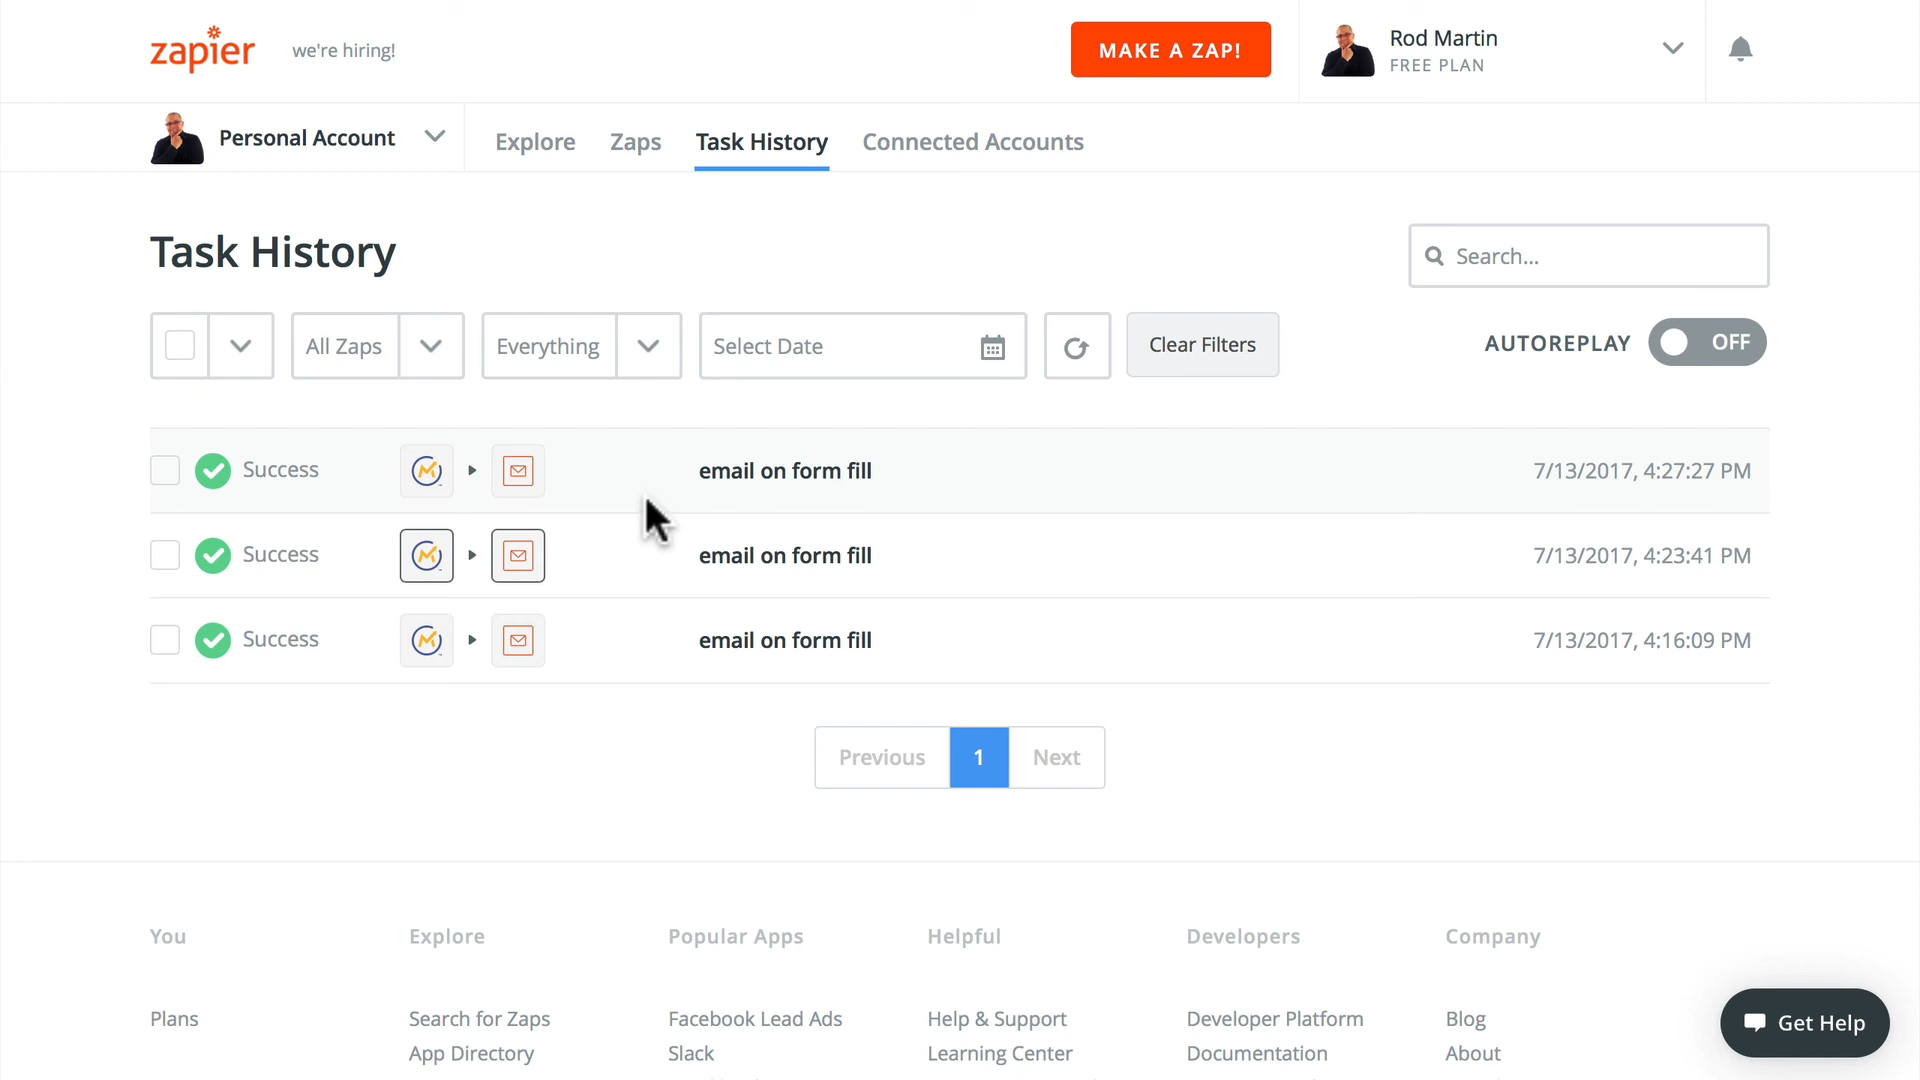 zapier we're hiring! MAKE A ZAP! Rod Martin
FREE PLAN
Personal Account Explore Zaps Task History Connected Accounts
Task History
Search...
All Zaps Everything Select Date Clear Filters AUTOREPLAY OFF
Success email on form fill 7/13/2017, 4:27:27 PM
Success email on form fill 7/13/2017, 4:23:41 PM
Success email on form fill 7/13/2017, 4:16:09 PM
Previous 1 Next
You Explore Popular Apps Helpful Developers Company
Plans Search for Zaps Facebook Lead Ads Help & Support Developer Platform Blog
App Directory Slack Learning Center Documentation About
Get Help